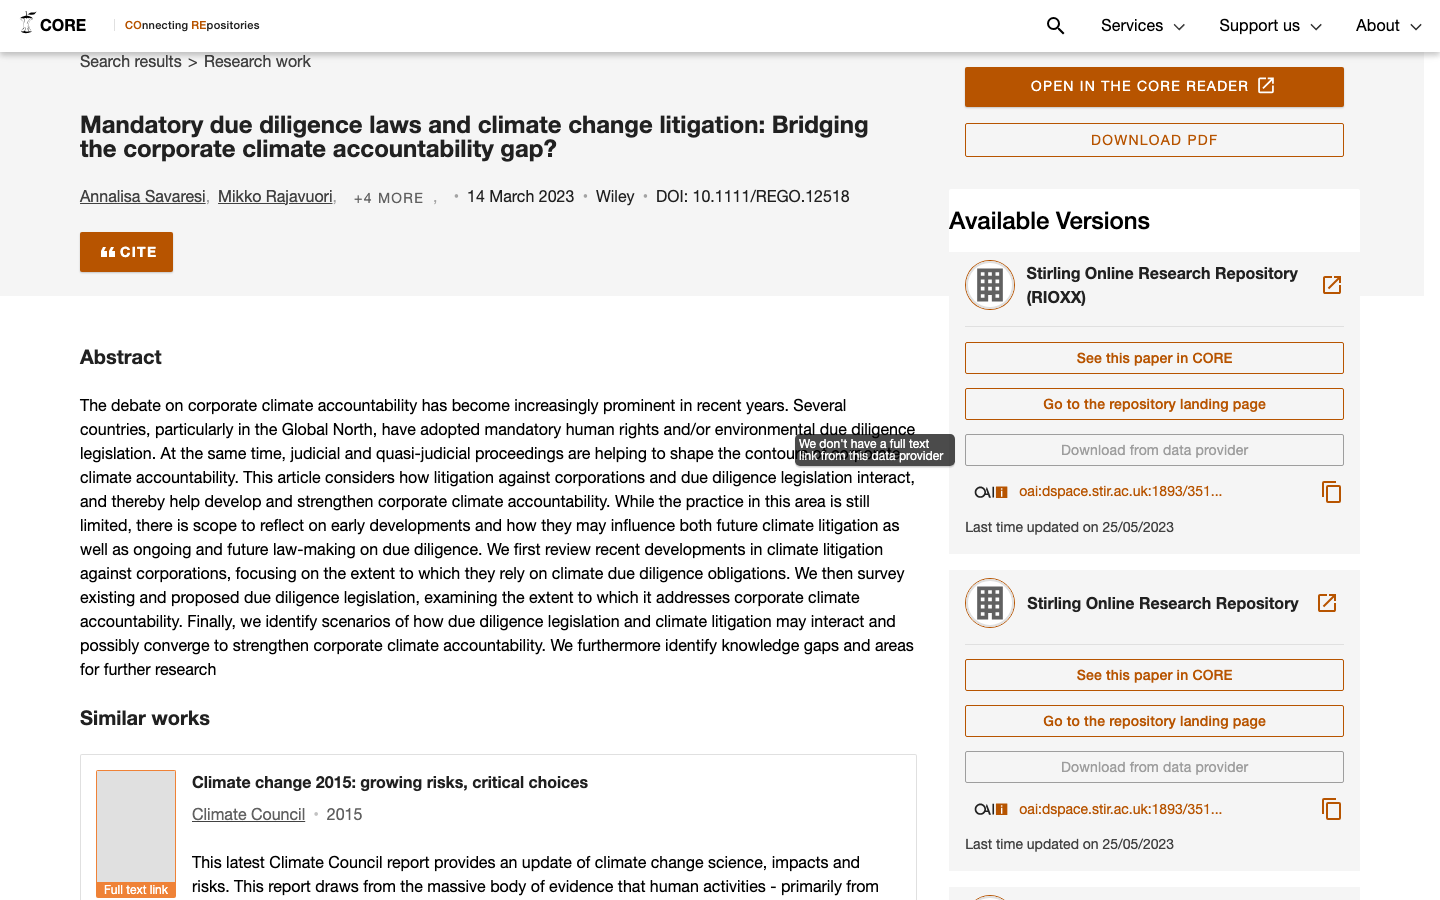 CORE
COnnecting REpositories
Services
Support us
About
Search results > Research work
Mandatory due diligence laws and climate change litigation: Bridging
the corporate climate accountability gap?
Annalisa Savaresi, Mikko Rajavuori, +4 MORE , • 14 March 2023 • Wiley • DOI: 10.1111/REGO.12518
CITE
OPEN IN THE CORE READER
DOWNLOAD PDF
Abstract
The debate on corporate climate accountability has become increasingly prominent in recent years. Several
countries, particularly in the Global North, have adopted mandatory human rights and/or environmental due diligence
legislation. At the same time, judicial and quasi-judicial proceedings are helping to shape the
climate accountability. This article considers how litigation against corporations and due diligence legislation interact,
and thereby help develop and strengthen corporate climate accountability. While the practice in this area is still
limited, there is scope to reflect on early developments and how they may influence both future climate litigation as
well as ongoing and future law-making on due diligence. We first review recent developments in climate litigation
against corporations, focusing on the extent to which they rely on climate due diligence obligations. We then survey
existing and proposed due diligence legislation, examining the extent to which it addresses corporate climate
accountability. Finally, we identify scenarios of how due diligence legislation and climate litigation may interact and
possibly converge to strengthen corporate climate accountability. We furthermore identify knowledge gaps and areas
for further research
We don't have a full text
link from this data provider
Similar works
Climate change 2015: growing risks, critical choices
Climate Council • 2015
This latest Climate Council report provides an update of climate change science, impacts and
risks. This report draws from the massive body of evidence that human activities - primarily from
Full text link
Available Versions
Stirling Online Research Repository
(RIOXX)
See this paper in CORE
Go to the repository landing page
Download from data provider
OAI oai:dspace.stir.ac.uk:1893/351...
Last time updated on 25/05/2023
Stirling Online Research Repository
See this paper in CORE
Go to the repository landing page
Download from data provider
OAI oai:dspace.stir.ac.uk:1893/351...
Last time updated on 25/05/2023